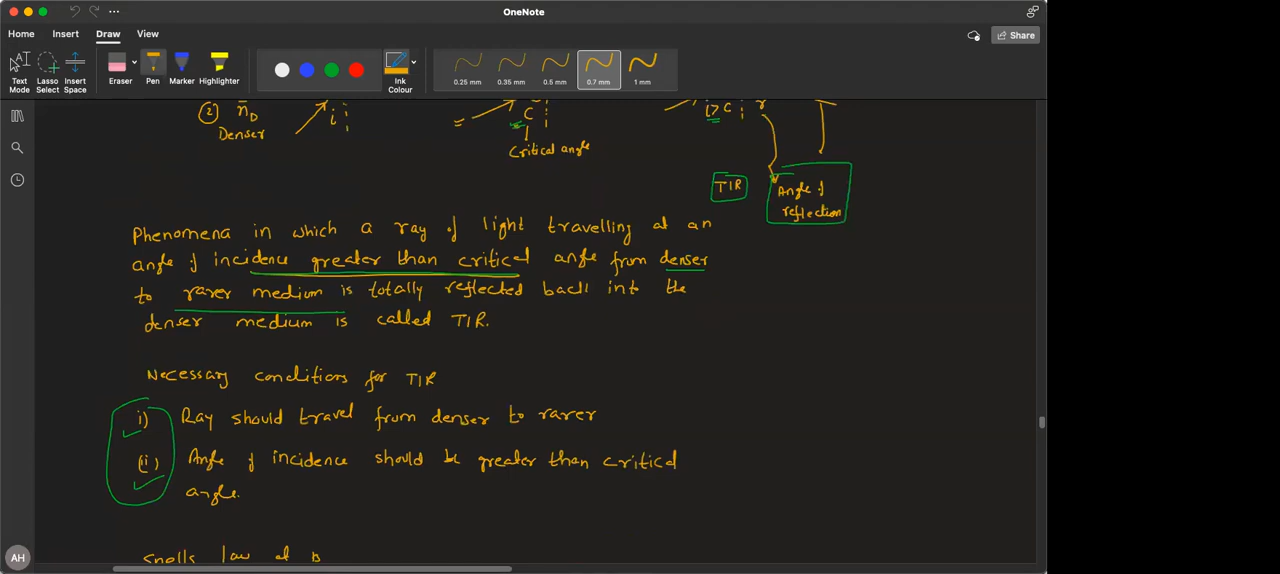 OneNote
Home Insert Draw View
Share
Text Mode
Lasso Select
Insert Space
Eraser
Pen
Marker
Highlighter
Ink Colour
0.25 mm 0.35 mm 0.5 mm 0.7 mm 1 mm
② n_D i C i > C r
Denser
Critical angle
TIR Angle of
reflection
Phenomena in which a ray of light travelling at an
angle of incidence greater than critical angle from denser
to rarer medium is totally reflected back into the
denser medium is called TIR.
Necessary conditions for TIR
i) Ray should travel from denser to rarer
(ii) Angle of incidence should be greater than critical
angle.
Snells law at
AH